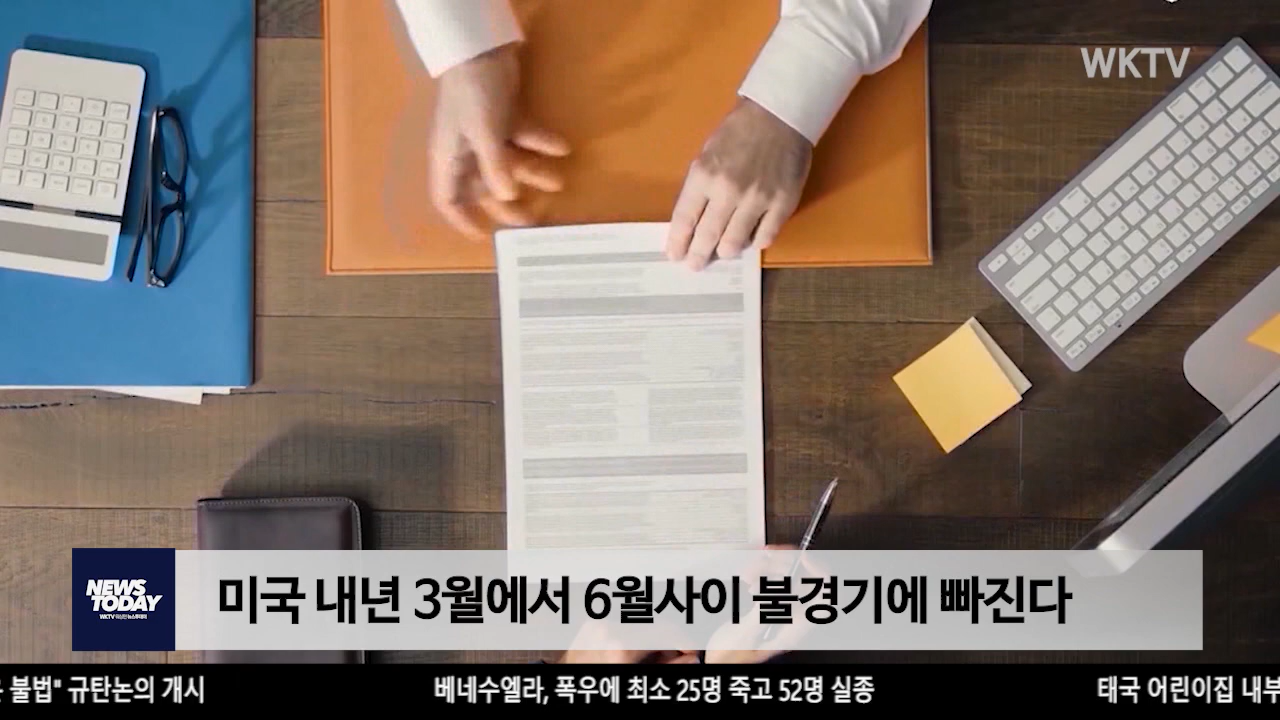 WKTV
NEWS
TODAY
미국 내년 3월에서 6월사이 불경기에 빠진다
불법" 규탄논의 개시
베네수엘라, 폭우에 최소 25명 죽고 52명 실종
태국 어린이집 내부